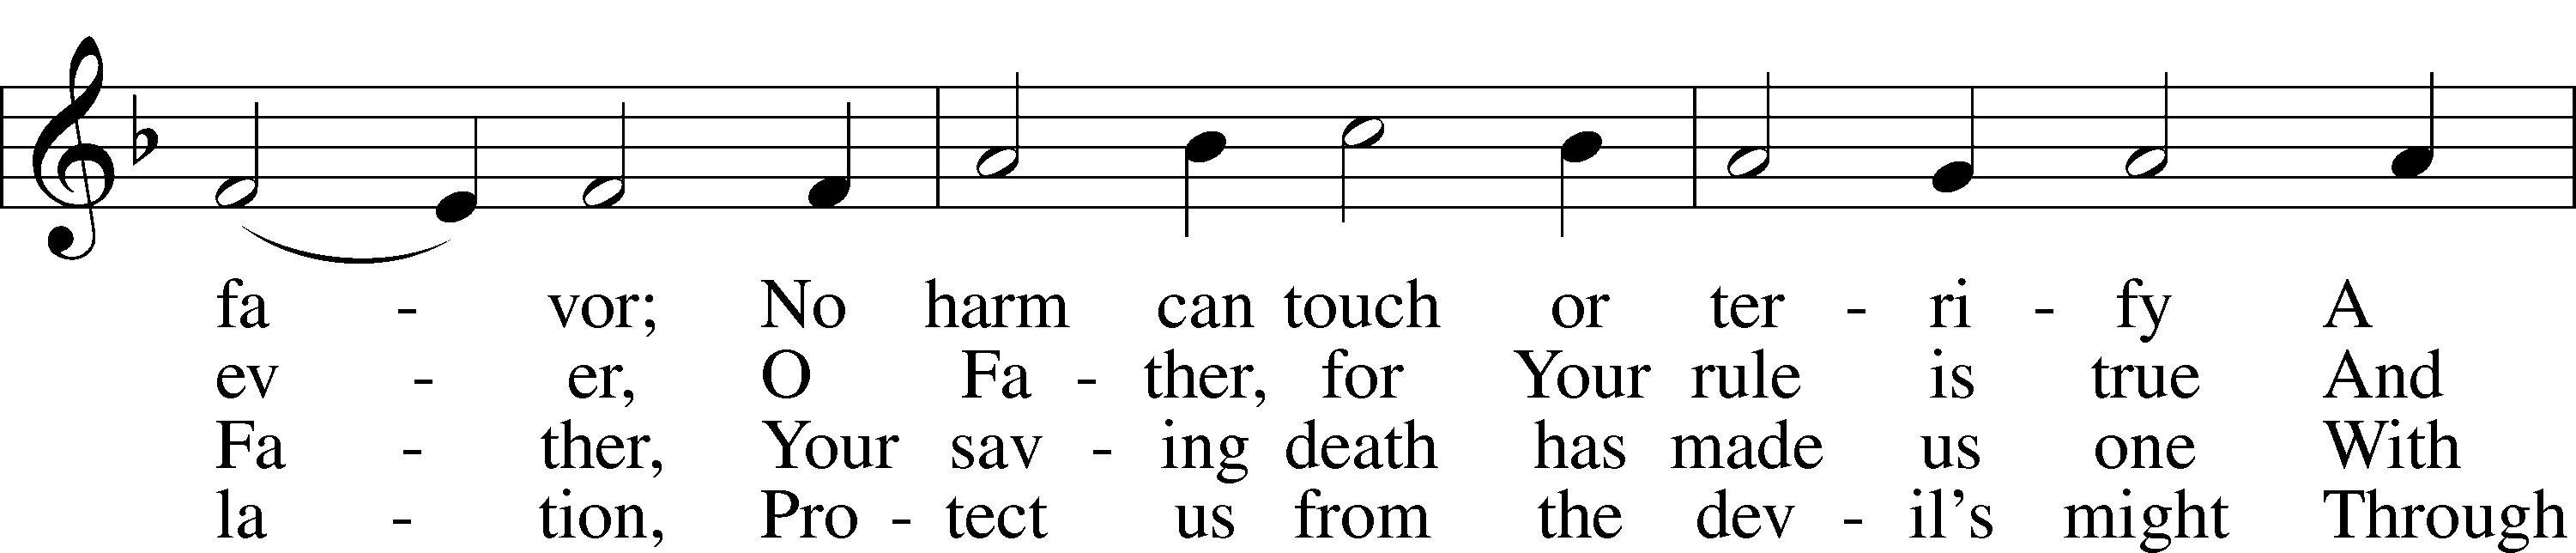 fa - vor; No harm can touch or ter - ri - fy A
ev - er, O Fa - ther, for Your rule is true And
Fa - ther, Your sav - ing death has made us one With
la - tion, Pro - tect us from the dev - il's might Through